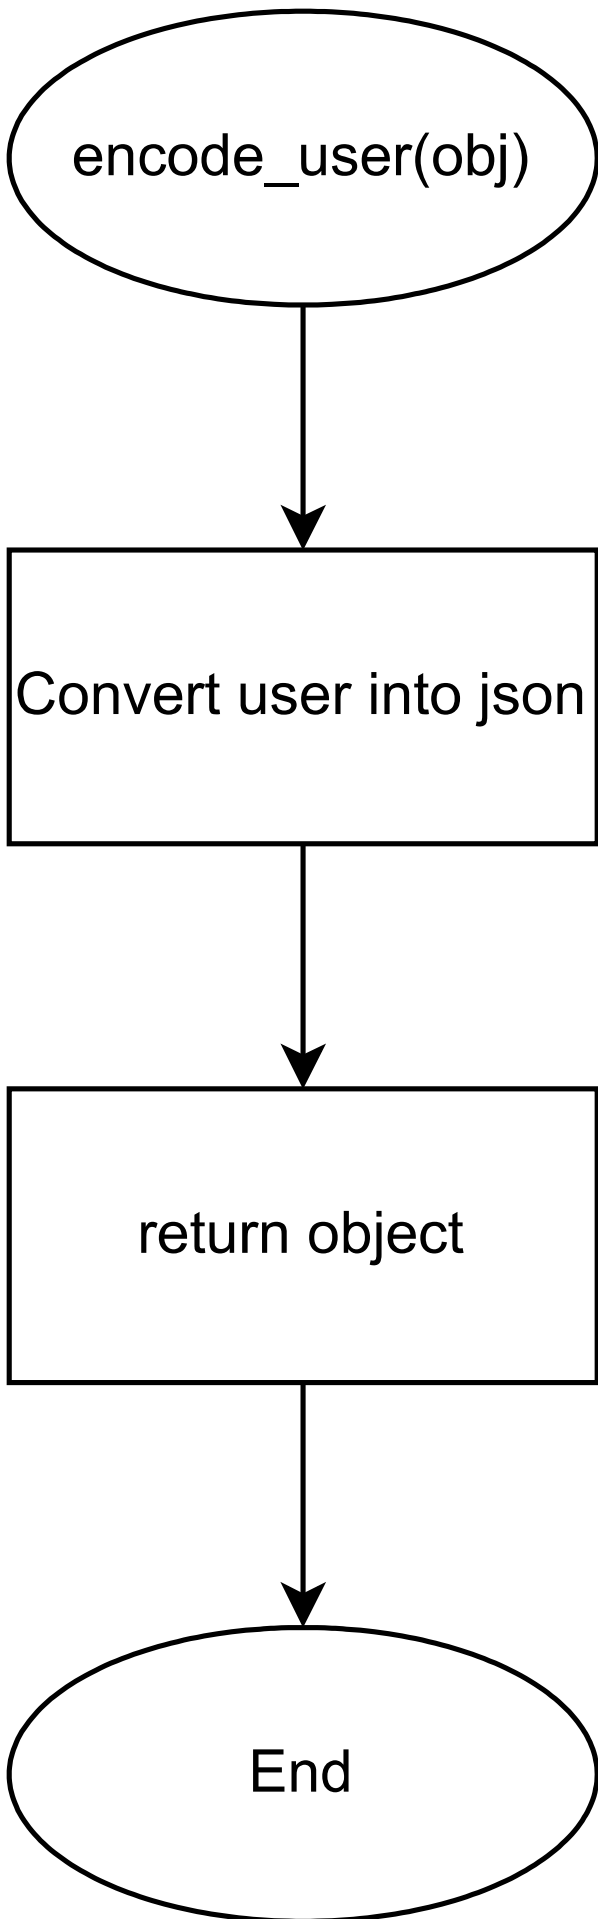 encode_user(obj)
Convert user into json
return object
End